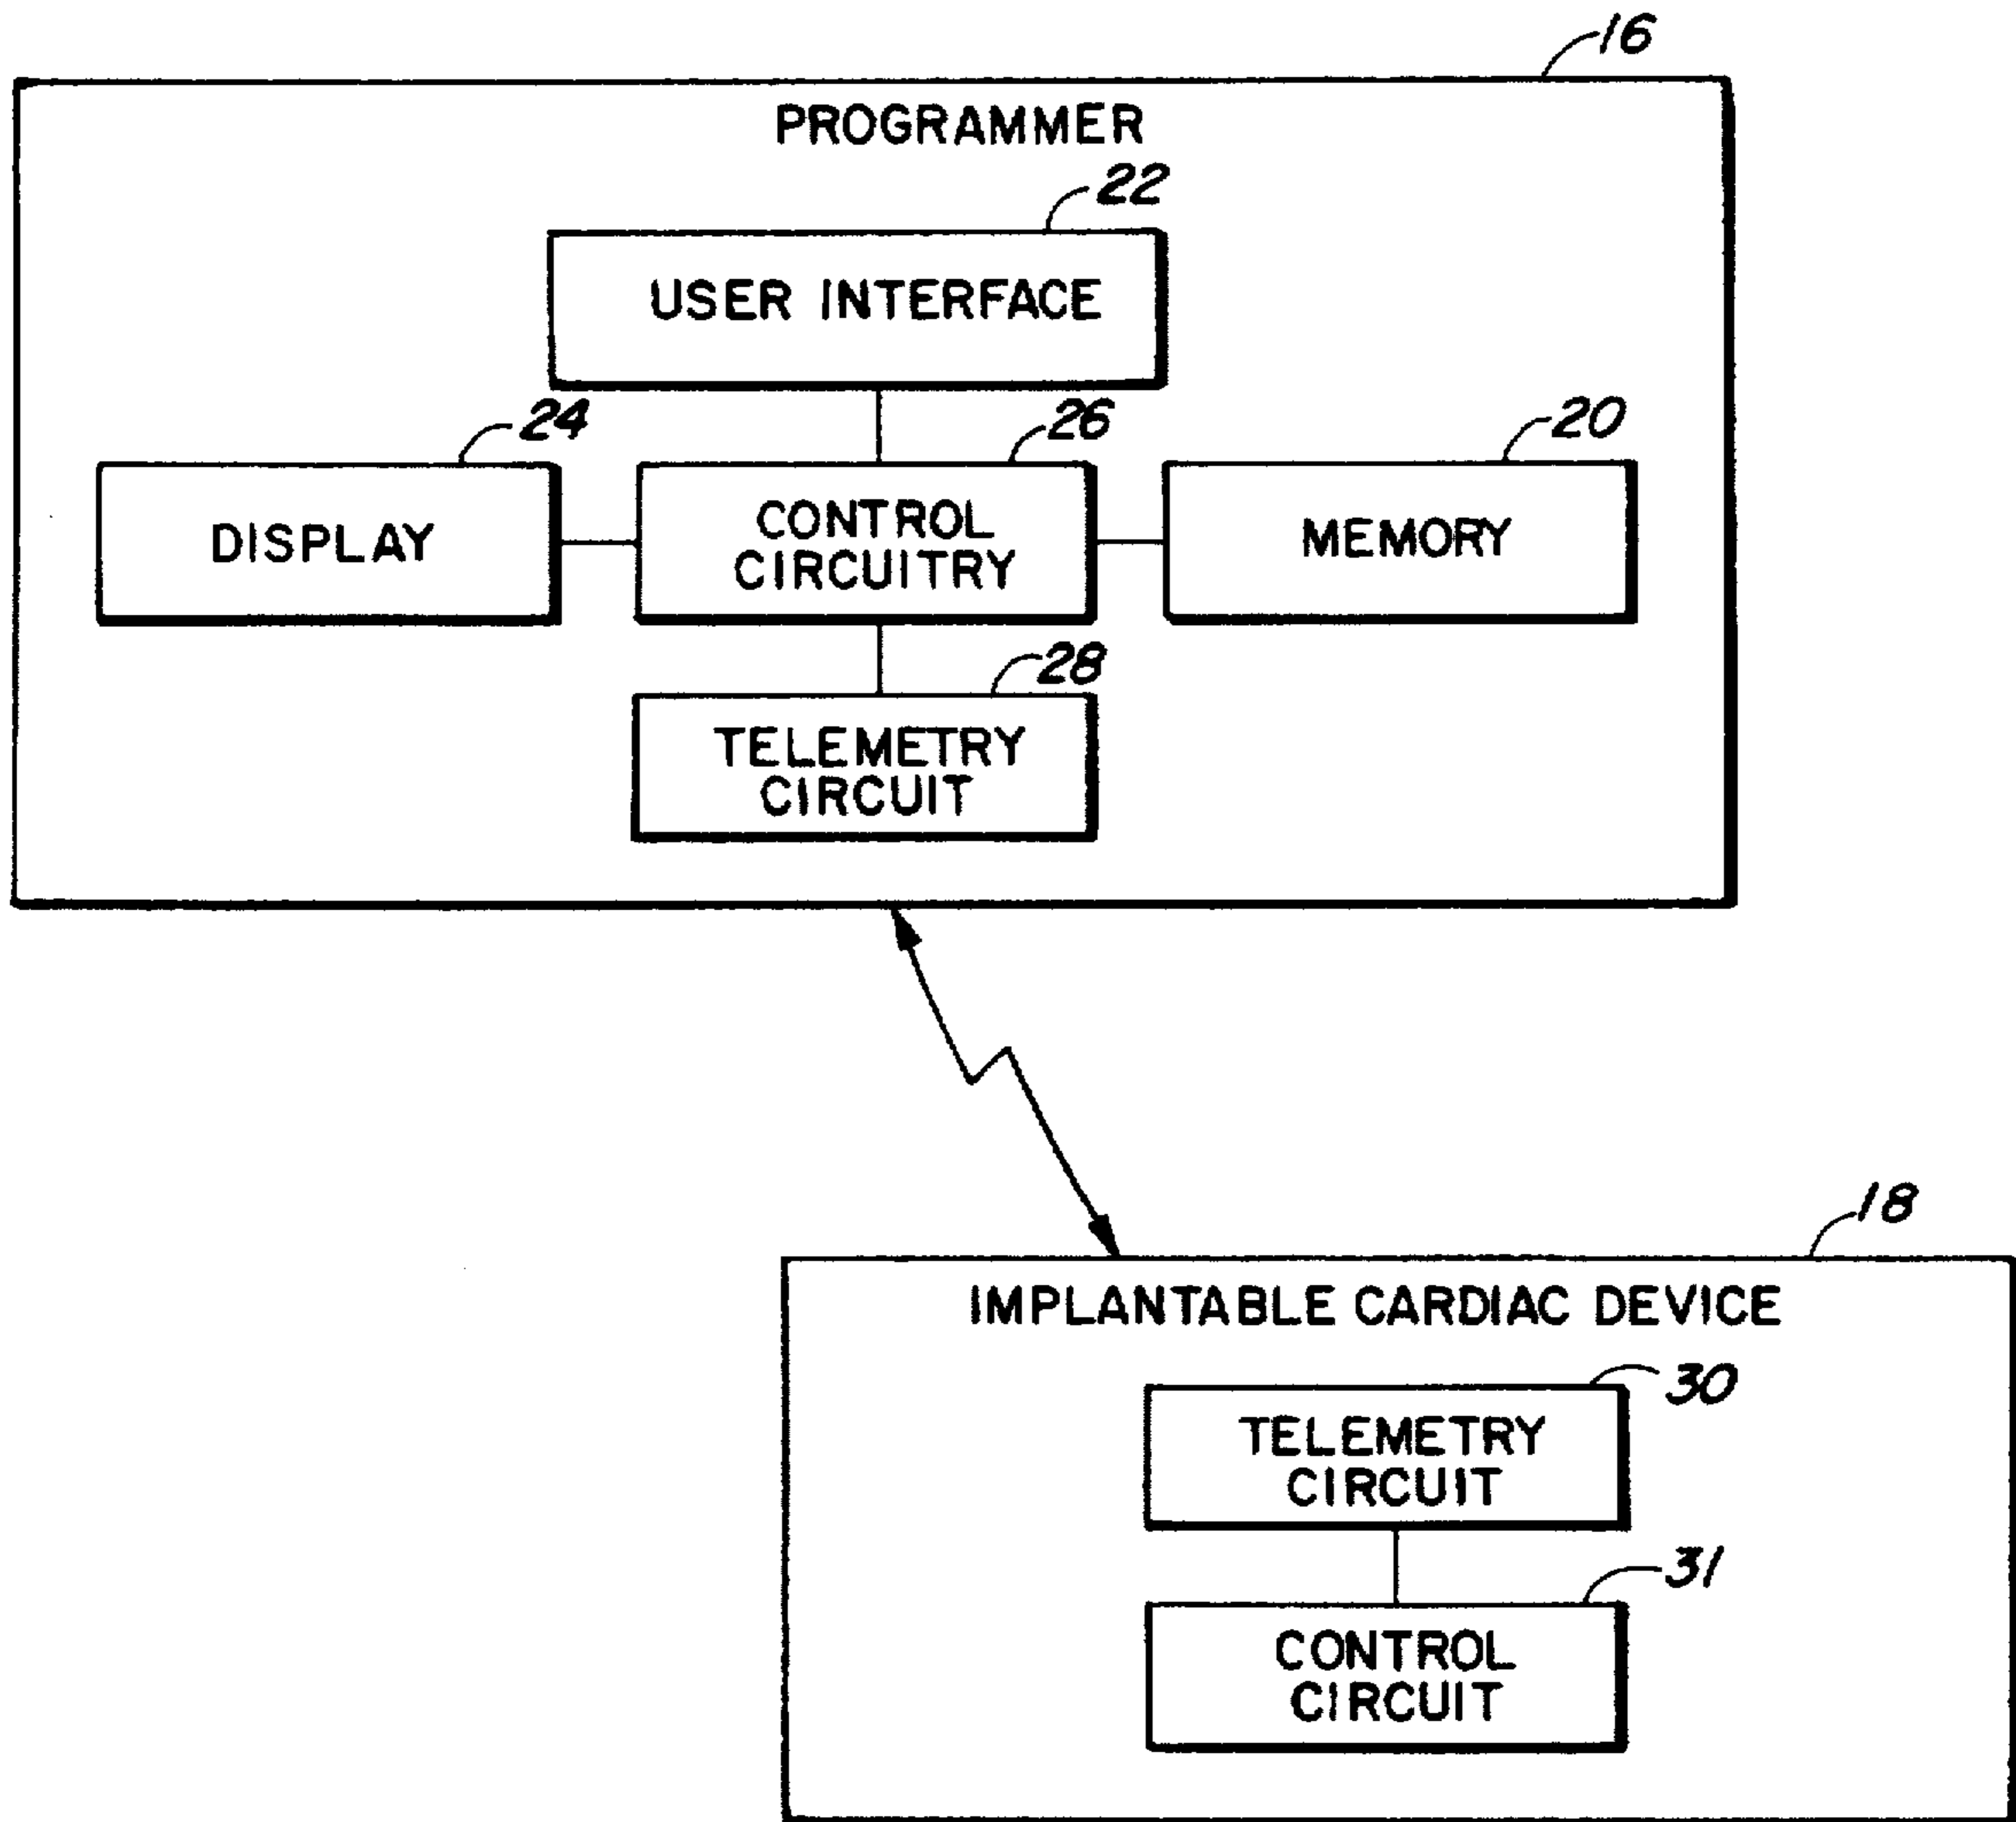 16
PROGRAMMER
22
USER INTERFACE
24
26
20
DISPLAY
CONTROL
CIRCUITRY
MEMORY
28
TELEMETRY
CIRCUIT
18
IMPLANTABLE CARDIAC DEVICE
30
TELEMETRY
CIRCUIT
31
CONTROL
CIRCUIT